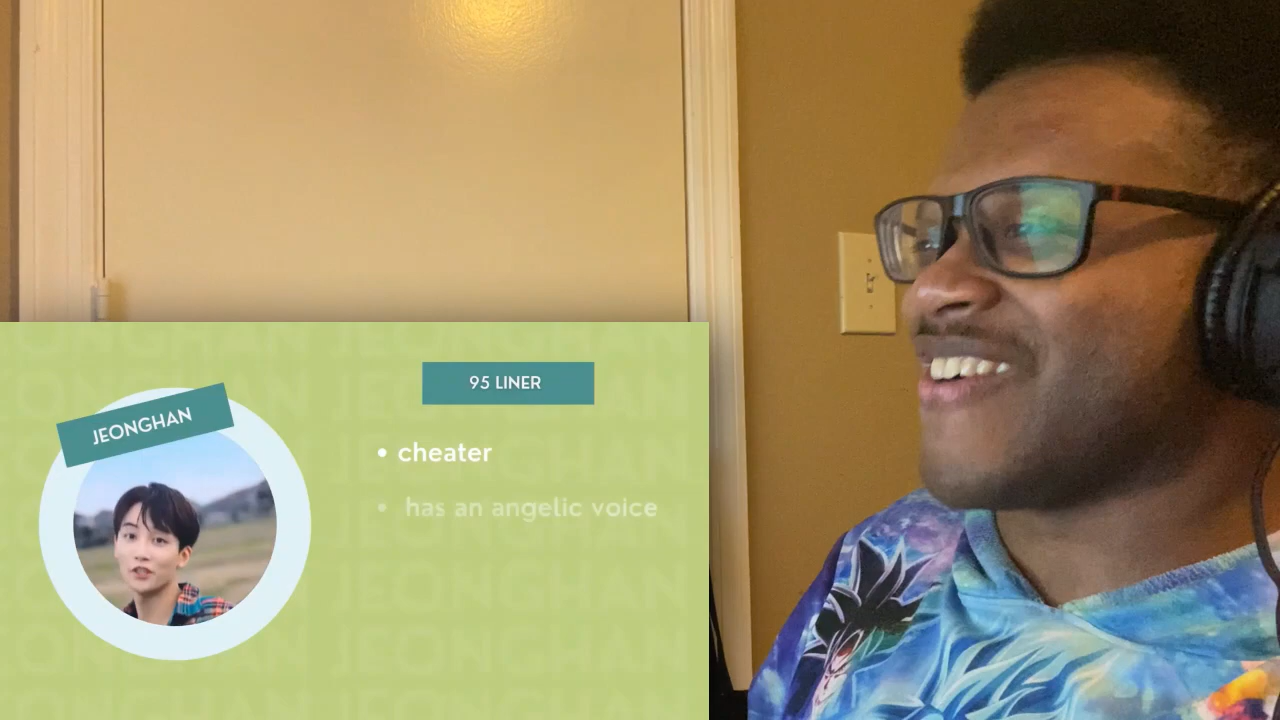 JEONGHAN
95 LINER
• cheater
• has an angelic voice